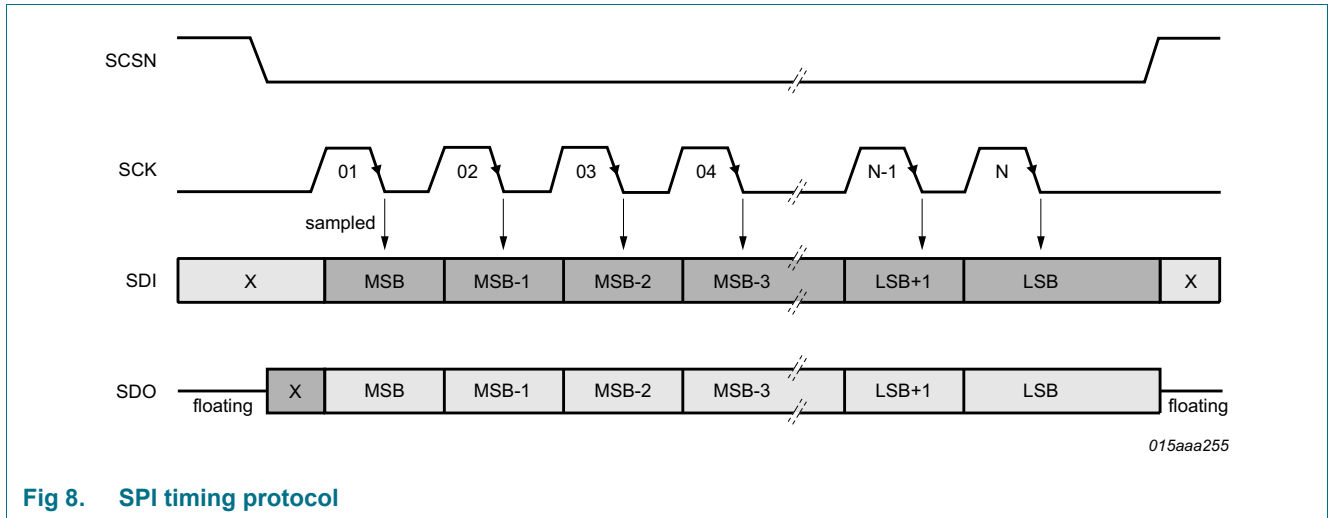 SCSN
SCK
01 02 03 04 N-1 N
sampled
SDI X MSB MSB-1 MSB-2 MSB-3 LSB+1 LSB X
SDO floating X MSB MSB-1 MSB-2 MSB-3 LSB+1 LSB floating
015aaa255
Fig 8. SPI timing protocol